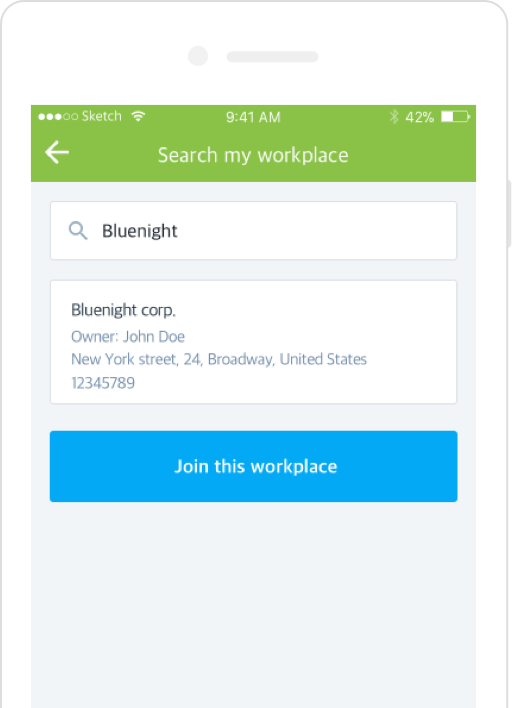 Sketch 9:41 AM 42%
Search my workplace
Bluenight
Bluenight corp.
Owner: John Doe
New York street, 24, Broadway, United States
12345789
Join this workplace